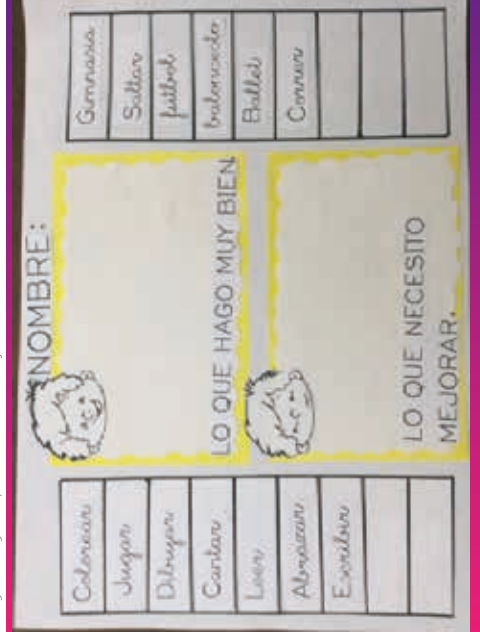 NOMBRE:
Colorear
Jugar
Dibujar
Cantar
Leer
Abrazar
Escribir
LO QUE HAGO MUY BIEN.
LO QUE NECESITO
MEJORAR.
Gimnasia
Saltar
fútbol
baloncesto
Ballet
Correr